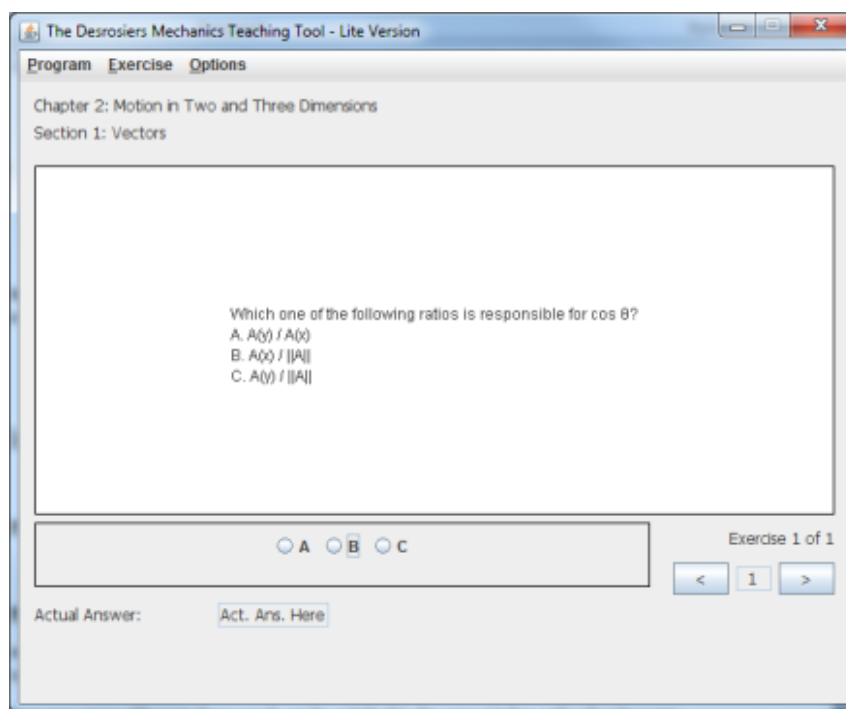 The Desrosiers Mechanics Teaching Tool - Lite Version
Program Exercise Options
Chapter 2: Motion in Two and Three Dimensions
Section 1: Vectors
Which one of the following ratios is responsible for cos θ?
A. A(y) / A(x)
B. A(x) / ||A||
C. A(y) / ||A||
A B C
Exercise 1 of 1
< 1 >
Actual Answer: Act. Ans. Here